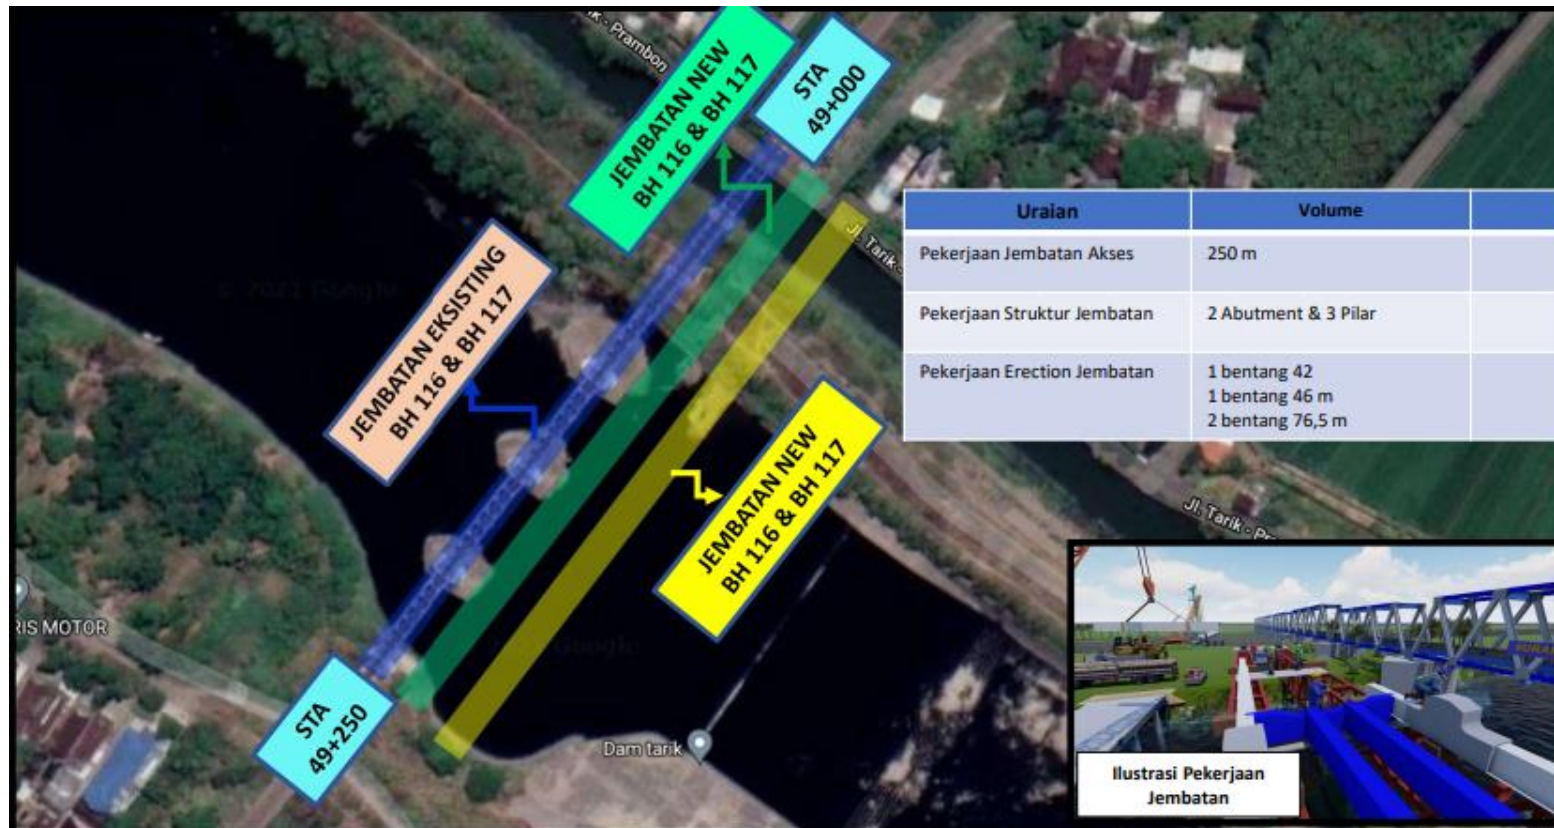 k - Prambon
JEMBATAN NEW
BH 116 & BH 117
STA
49+000
JEMBATAN EKSISTING
BH 116 & BH 117
© 2021 Google
Jl. Tarik -
Uraian
Volume
Pekerjaan Jembatan Akses
250 m
Pekerjaan Struktur Jembatan
2 Abutment & 3 Pilar
Pekerjaan Erection Jembatan
1 bentang 42
1 bentang 46 m
2 bentang 76,5 m
JEMBATAN NEW
BH 116 & BH 117
Jl. Tarik - Pr
RIS MOTOR
Google
STA
49+250
Dam tarik
Ilustrasi Pekerjaan
Jembatan